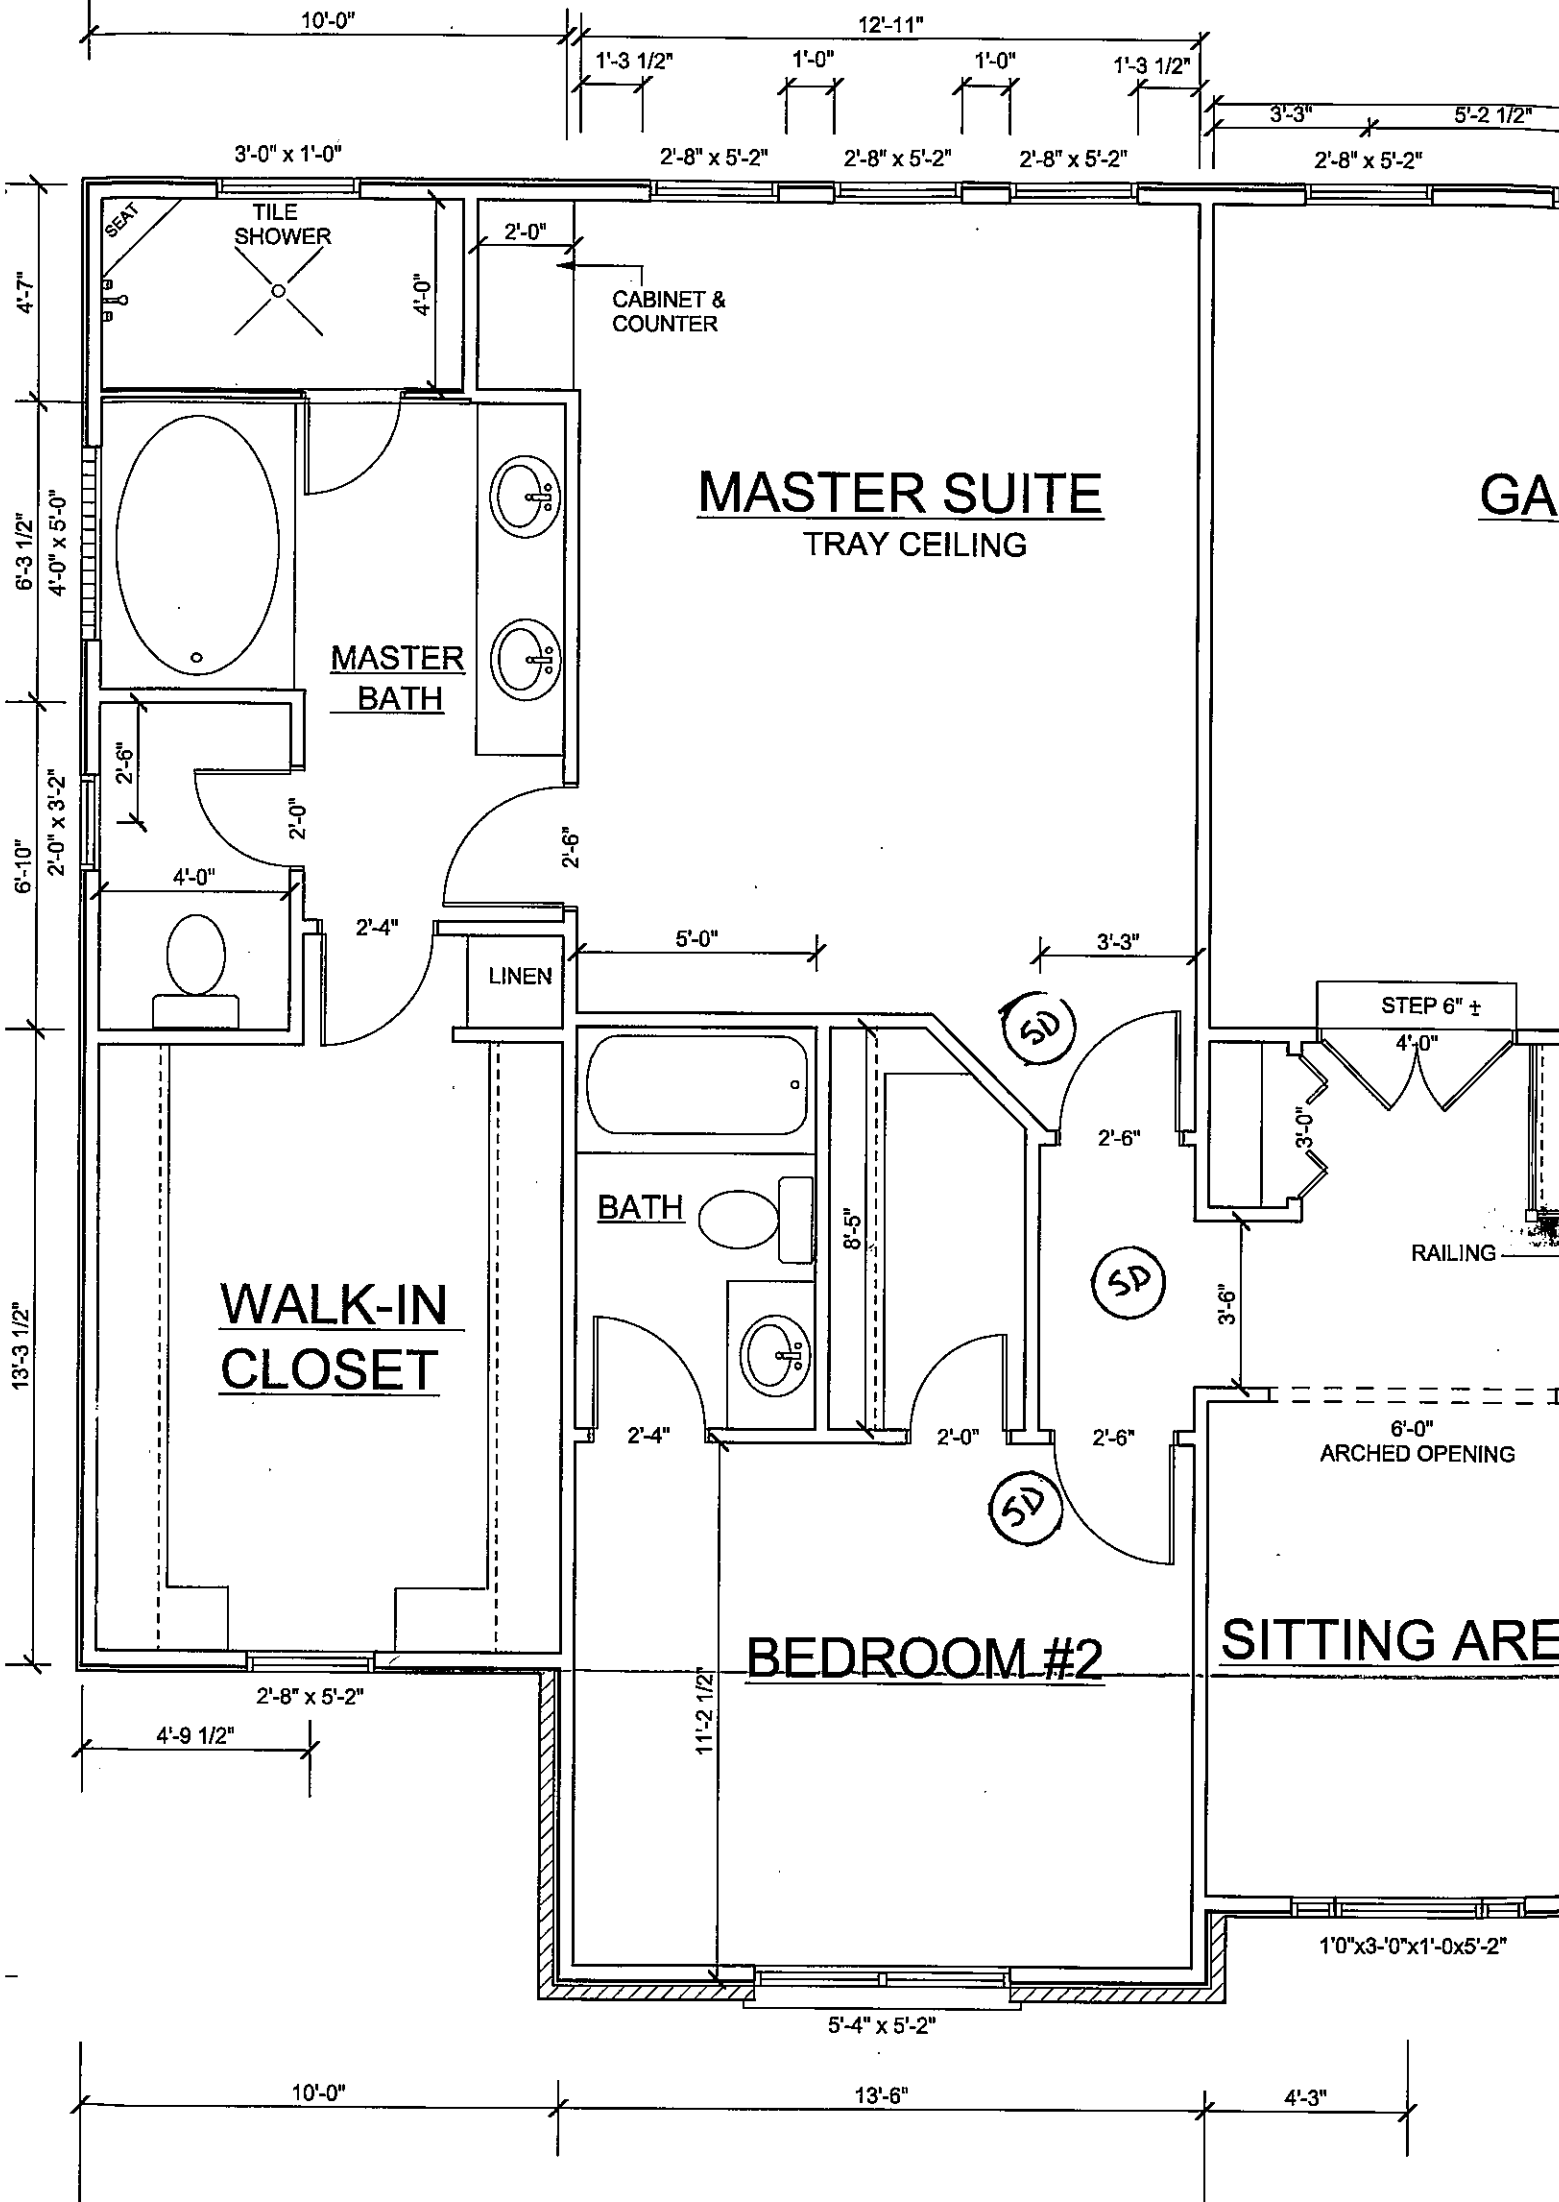 10'-0"
12'-11"
1'-3 1/2"
1'-0"
1'-0"
1'-3 1/2"
3'-3"
5'-2 1/2"
3'-0" x 1'-0"
2'-8" x 5'-2"
2'-8" x 5'-2"
2'-8" x 5'-2"
2'-8" x 5'-2"
SEAT
TILE
SHOWER
2'-0"
4'-7"
4'-0"
CABINET &
COUNTER
MASTER SUITE
TRAY CEILING
GA
6'-3 1/2"
4'-0" x 5'-0"
MASTER
BATH
2'-6"
2'-0"
2'-6"
6'-10"
2'-0" x 3'-2"
4'-0"
2'-4"
5'-0"
3'-3"
LINEN
SD
STEP 6" ±
4'-0"
3'-0"
2'-6"
BATH
8'-5"
RAILING
SD
3'-6"
WALK-IN
CLOSET
13'-3 1/2"
2'-4"
2'-0"
2'-6"
6'-0"
ARCHED OPENING
SD
BEDROOM #2
SITTING ARE
11'-2 1/2"
2'-8" x 5'-2"
4'-9 1/2"
1'0"x3-'0"x1'-0x5'-2"
5'-4" x 5'-2"
10'-0"
13'-6"
4'-3"